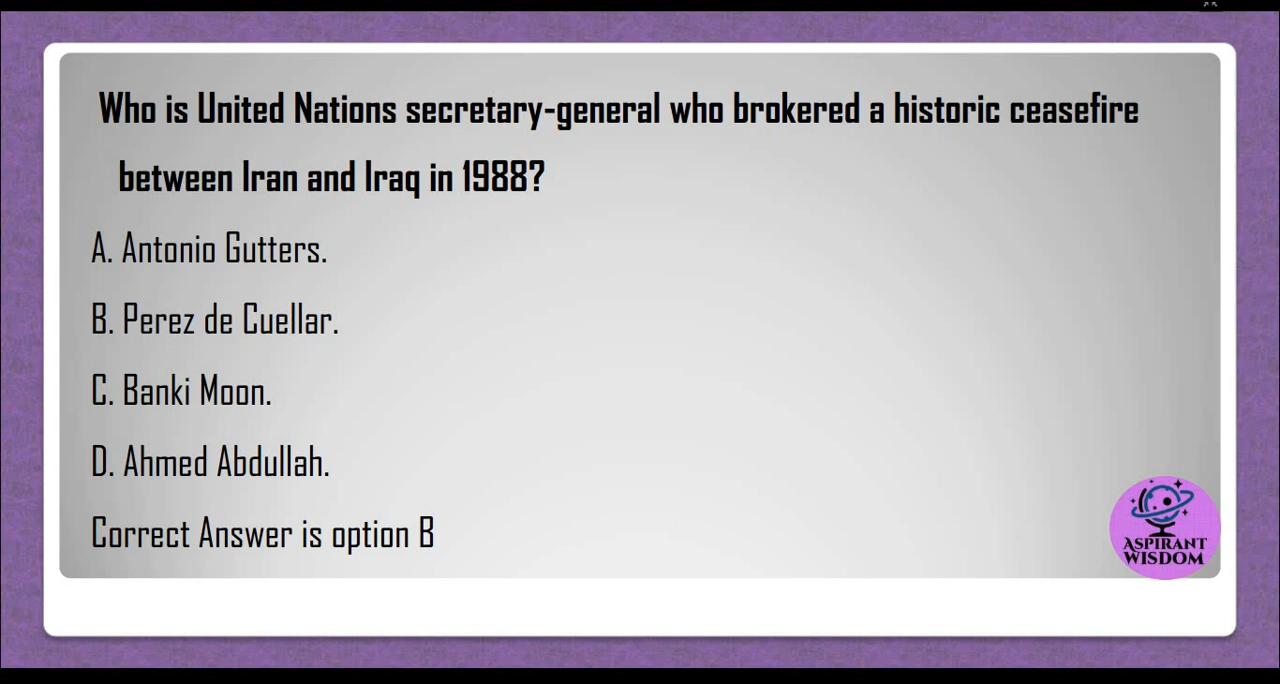 Who is United Nations secretary-general who brokered a historic ceasefire
between Iran and Iraq in 1988?
A. Antonio Gutters.
B. Perez de Cuellar.
C. Banki Moon.
D. Ahmed Abdullah.
Correct Answer is option B
ASPIRANT
WISDOM